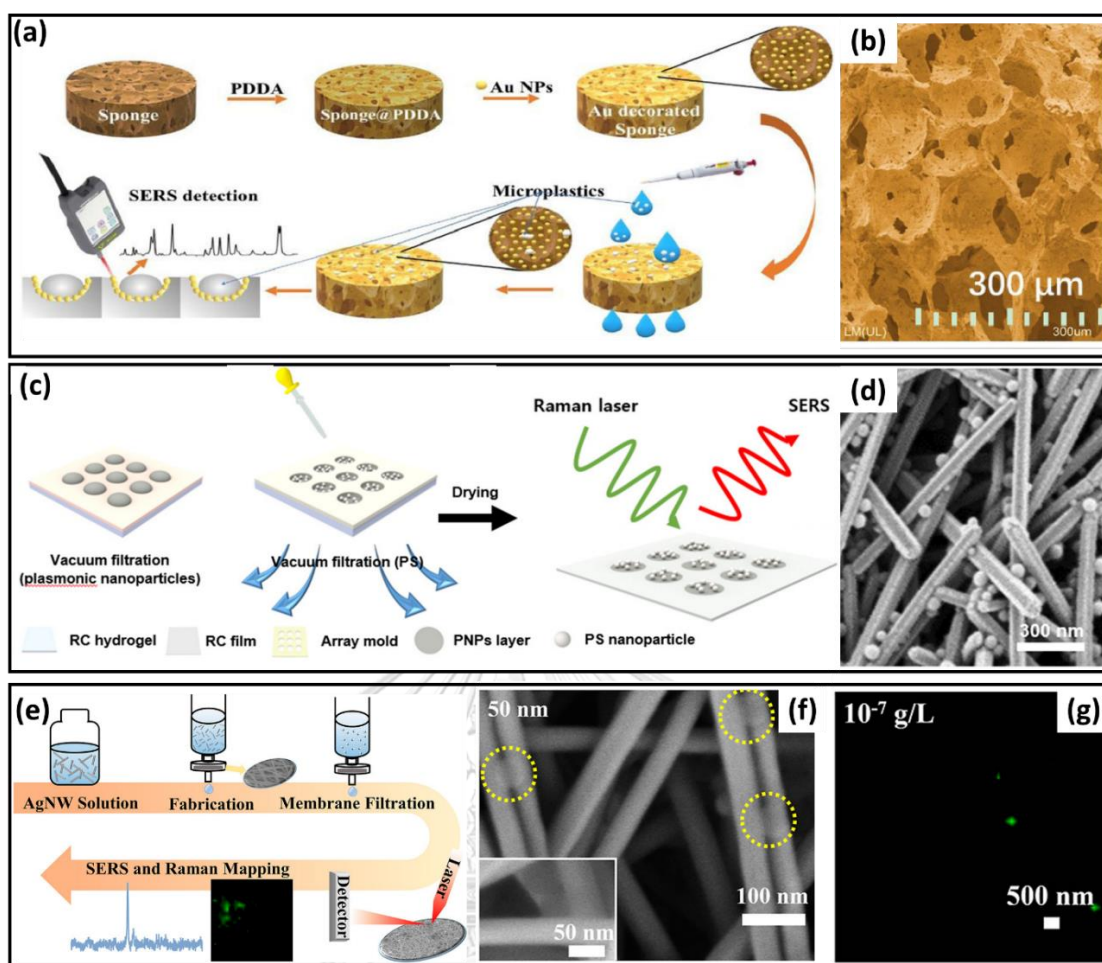 (a)
PDDA
Au NPs
Sponge
Sponge@PDDA
Au decorated
Sponge
SERS detection
Microplastics
(b)
300 μm
LM(UL)
300um
(c)
Raman laser
SERS
Drying
Vacuum filtration
(plasmonic nanoparticles)
Vacuum filtration (PS)
RC hydrogel
RC film
Array mold
PNPs layer
PS nanoparticle
(d)
300 nm
(e)
AgNW Solution
Fabrication
Membrane Filtration
SERS and Raman Mapping
Detector
Laser
50 nm
(f)
50 nm
100 nm
10-7 g/L
(g)
500 nm